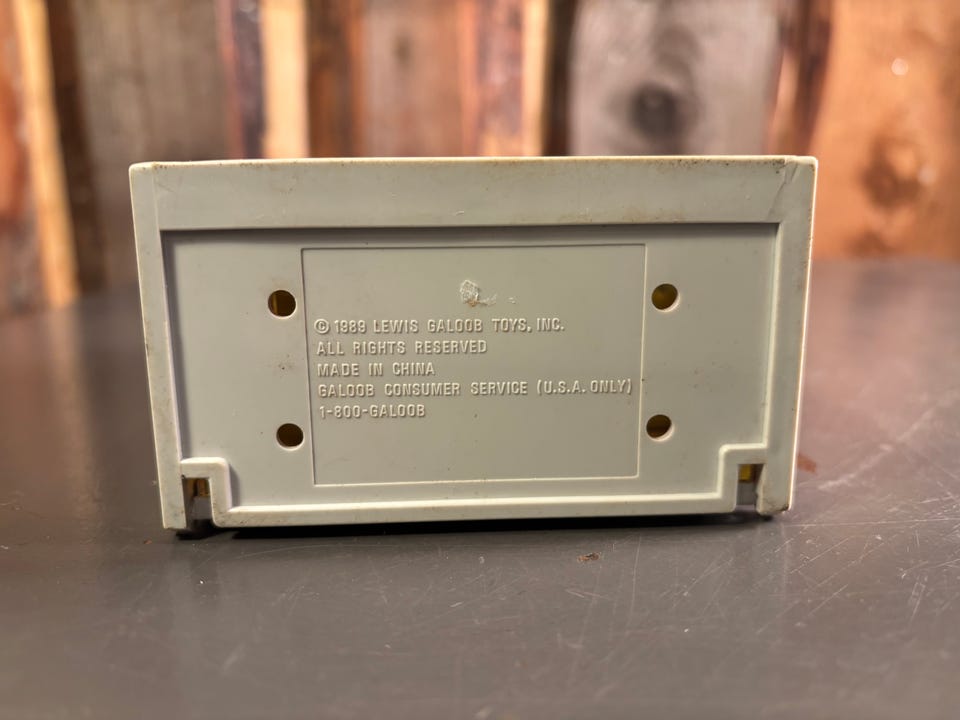 © 1989 LEWIS GALOOB TOYS, INC.
ALL RIGHTS RESERVED
MADE IN CHINA
GALOOB CONSUMER SERVICE (U.S.A. ONLY)
1-800-GALOOB